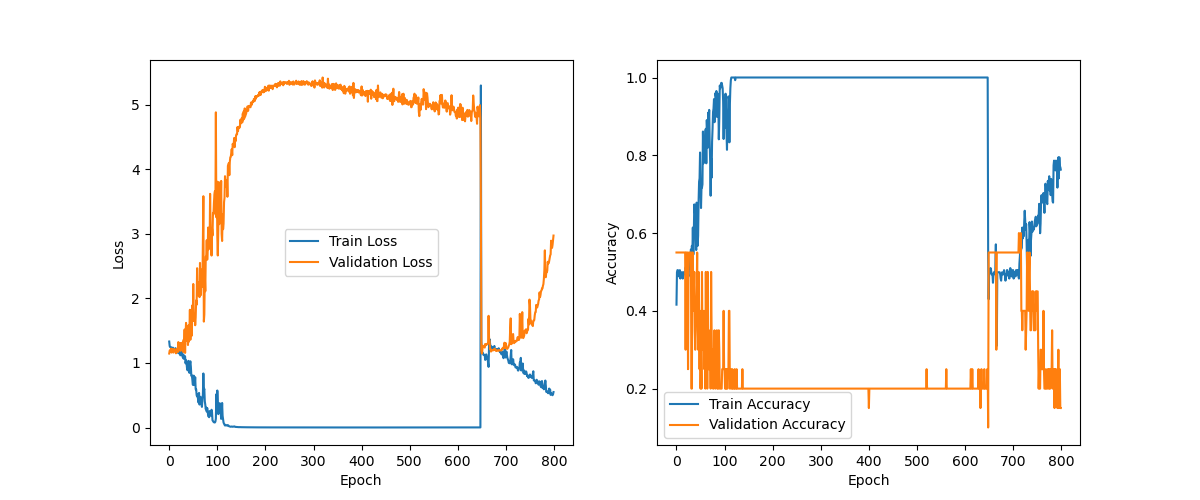 5
4
3
2
1
0
Loss
Train Loss
Validation Loss
0 100 200 300 400 500 600 700 800
Epoch
1.0
0.8
0.6
0.4
0.2
Accuracy
Train Accuracy
Validation Accuracy
0 100 200 300 400 500 600 700 800
Epoch